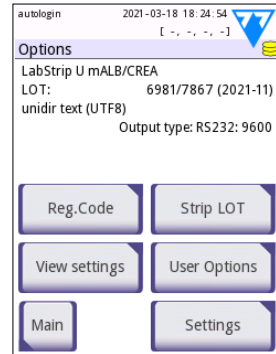 autologin 2021-03-18 18:24:54
[ -, -, -, -]
Options
LabStrip U mALB/CREA
LOT: 6981/7867 (2021-11)
unidir text (UTF8)
Output type: RS232: 9600
Reg.Code Strip LOT
View settings User Options
Main Settings